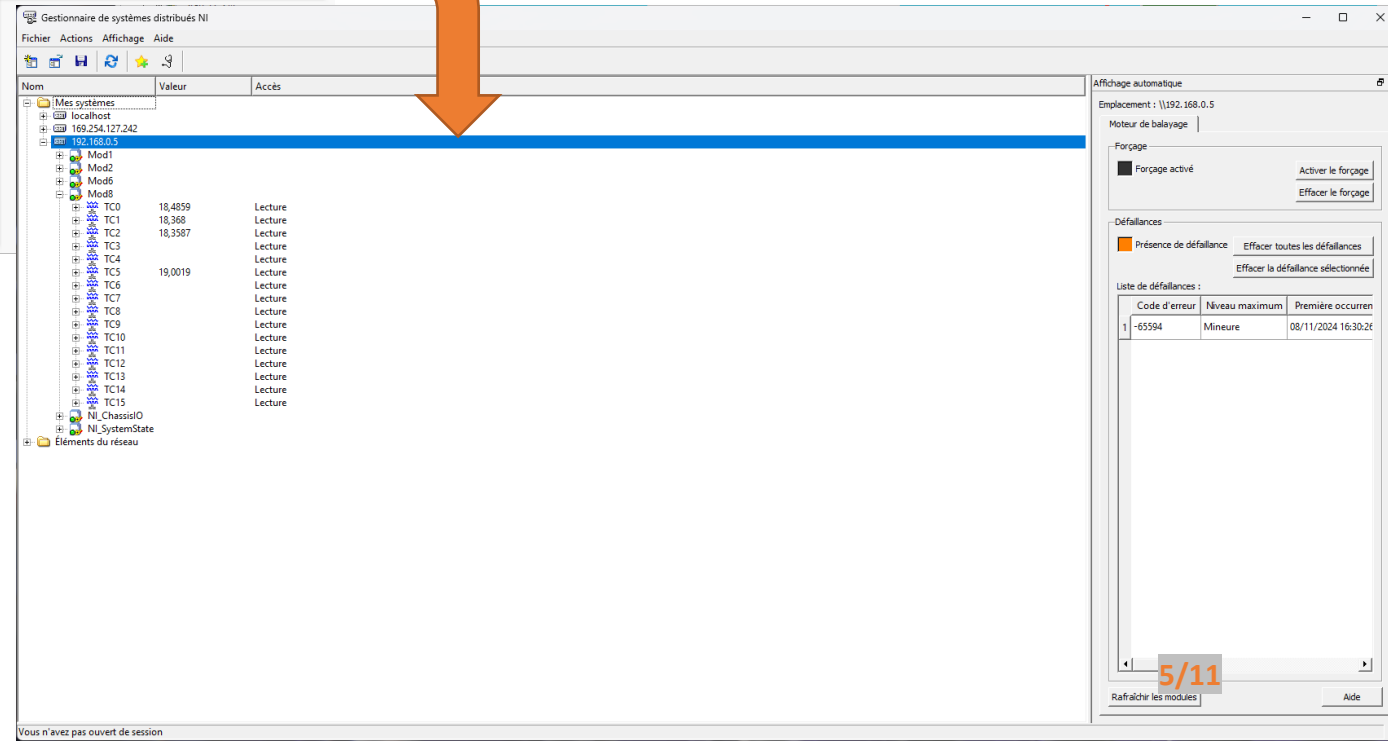 Gestionnaire de systèmes distribués NI
Fichier Actions Affichage Aide
Nom Valeur Accès
Mes systèmes
localhost
169.254.127.242
192.168.0.5
Mod1
Mod2
Mod6
Mod8
TC0 18,4859 Lecture
TC1 18,368 Lecture
TC2 18,3587 Lecture
TC3 Lecture
TC4 Lecture
TC5 19,0019 Lecture
TC6 Lecture
TC7 Lecture
TC8 Lecture
TC9 Lecture
TC10 Lecture
TC11 Lecture
TC12 Lecture
TC13 Lecture
TC14 Lecture
TC15 Lecture
NI_ChassisIO
NI_SystemState
Éléments du réseau
Affichage automatique
Emplacement : \\192.168.0.5
Moteur de balayage
Forçage
Forçage activé Activer le forçage
Effacer le forçage
Défaillances
Présence de défaillance Effacer toutes les défaillances
Effacer la défaillance sélectionnée
Liste de défaillances :
Code d'erreur Niveau maximum Première occurren
1 -65594 Mineure 08/11/2024 16:30:26
5/11
Rafraîchir les modules Aide
Vous n'avez pas ouvert de session